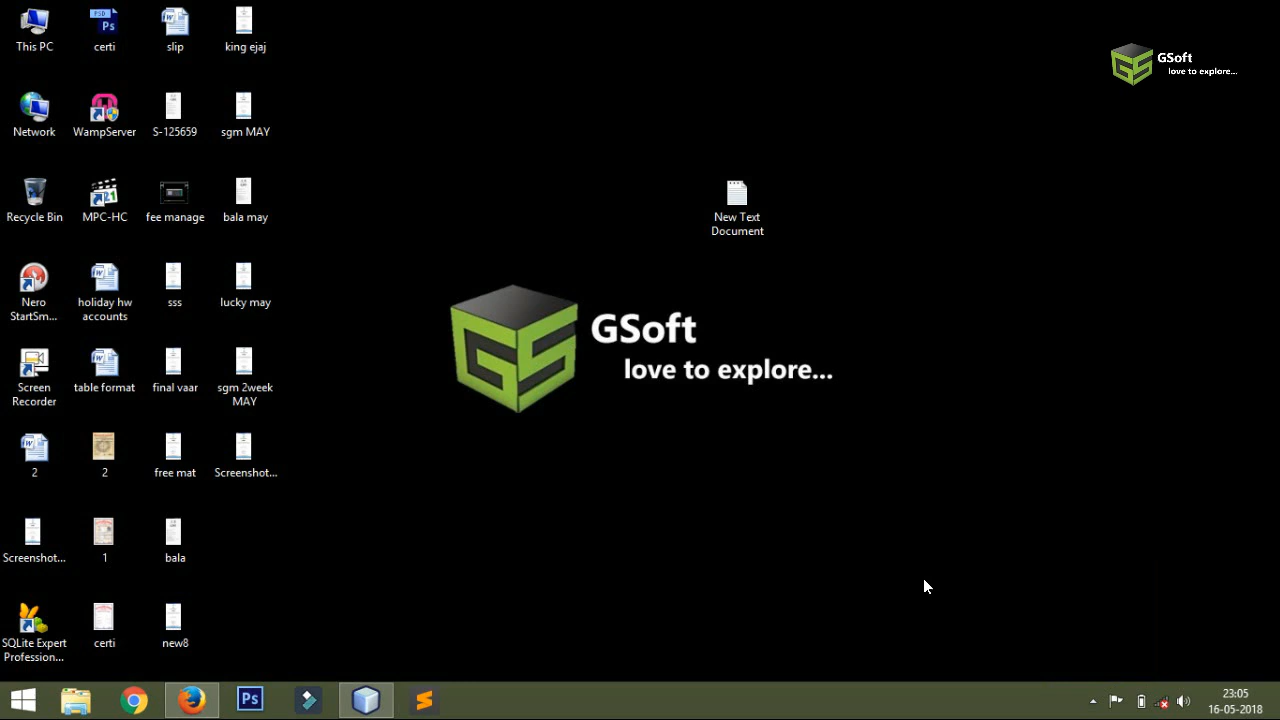 This PC
certi
slip
king ejaj
GSoft
love to explore...
Network
WampServer
S-125659
sgm MAY
Recycle Bin
MPC-HC
fee manage
bala may
New Text
Document
Nero
StartSm...
holiday hw
accounts
sss
lucky may
GSoft
love to explore...
Screen
Recorder
table format
final vaar
sgm 2week
MAY
2
2
free mat
Screenshot...
Screenshot...
1
bala
SQLite Expert
Profession...
certi
new8
Ps
23:05
16-05-2018